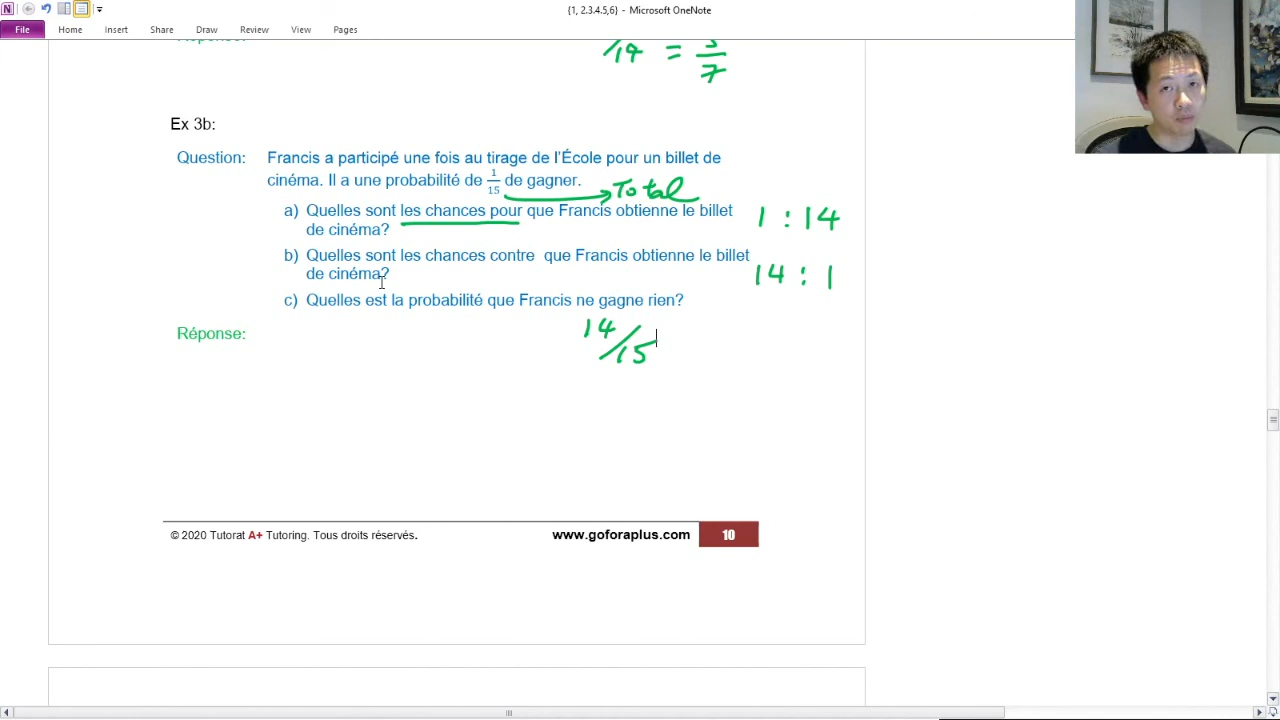 {1, 2.3.4.5,6} - Microsoft OneNote
File Home Insert Share Draw Review View Pages
/14 = 5/7
Ex 3b:
Question: Francis a participé une fois au tirage de l'École pour un billet de
cinéma. Il a une probabilité de 1/15 de gagner.
Total
a) Quelles sont les chances pour que Francis obtienne le billet
de cinéma?
1 : 14
b) Quelles sont les chances contre que Francis obtienne le billet
de cinéma?
14 : 1
c) Quelles est la probabilité que Francis ne gagne rien?
Réponse:
14/15
© 2020 Tutorat A+ Tutoring. Tous droits réservés.
www.goforaplus.com
10